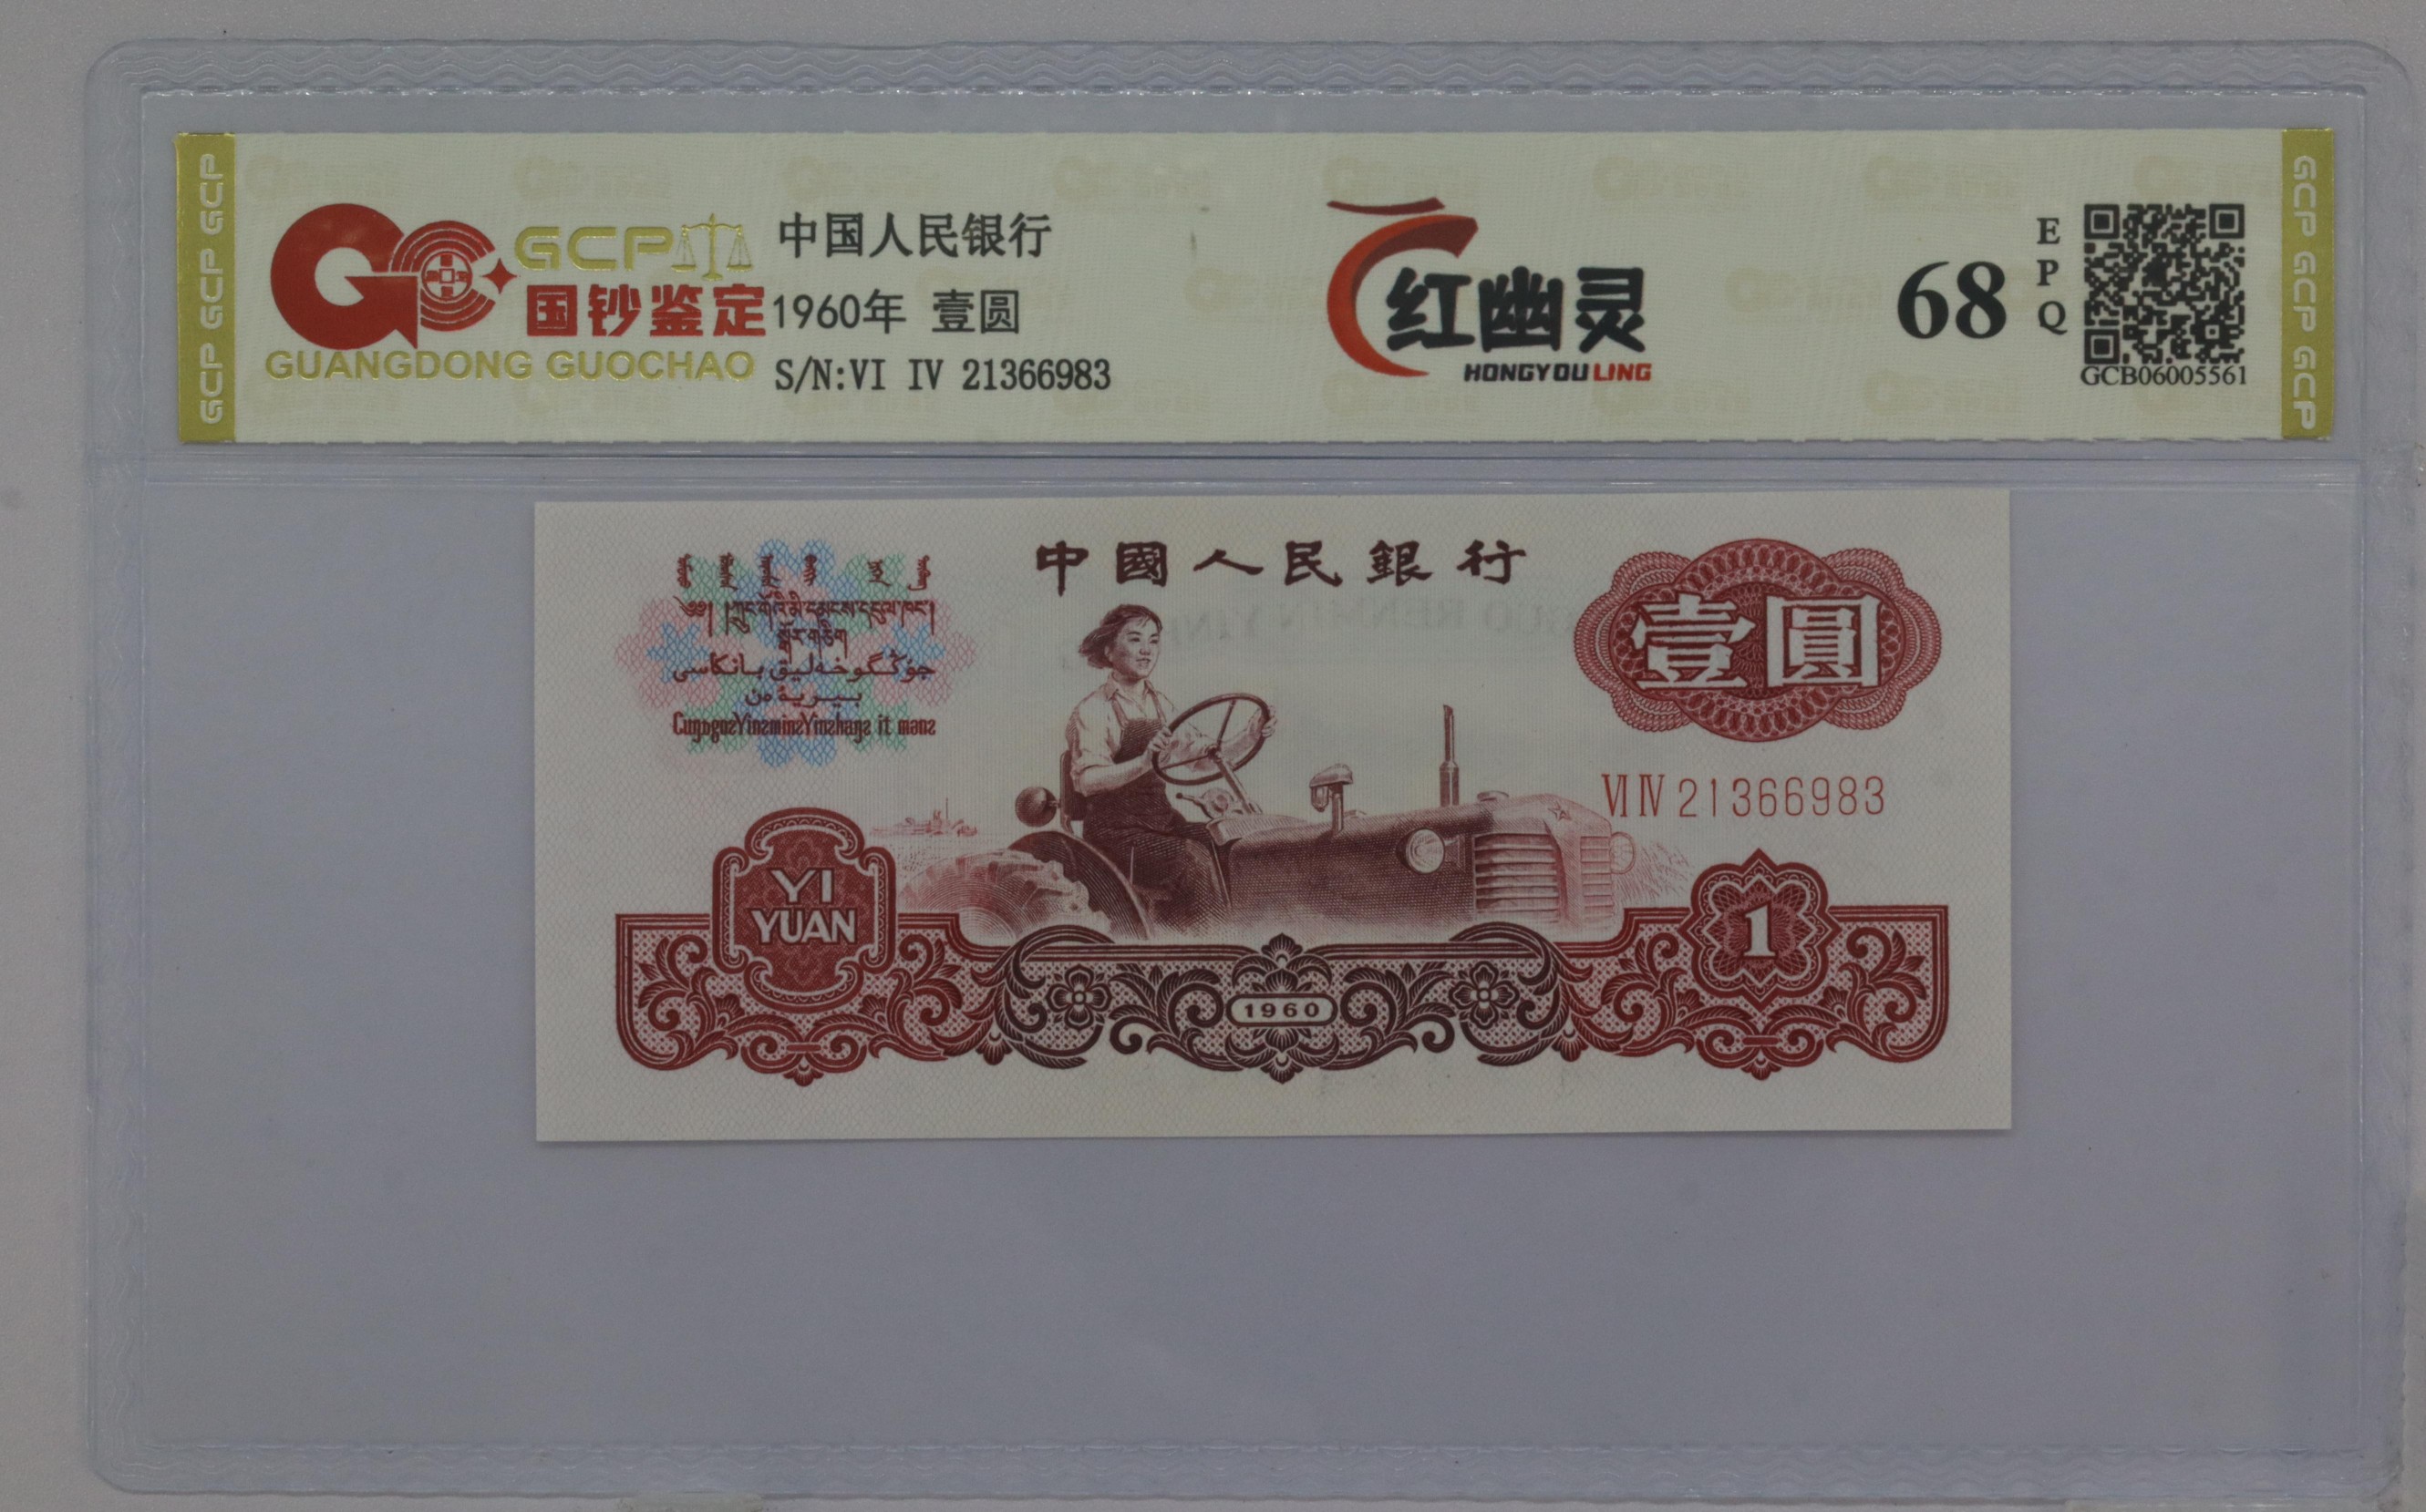 GCP GCP GCP
GCP
国钞鉴定
GUANGDONG GUOCHAO
中国人民银行
1960年 壹圆
S/N:VI IV 21366983
红幽灵
HONGYOULING
68
EPQ
GCB06005561
GCP GCP GCP
中國人民銀行
壹圓
VI IV 21366983
YI
YUAN
1960
1